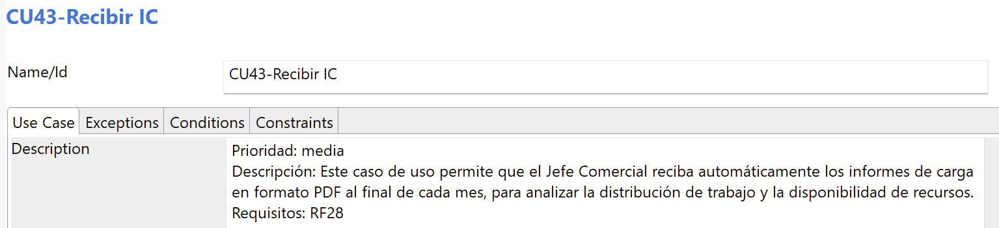 CU43-Recibir IC
Name/Id
CU43-Recibir IC
Use Case Exceptions Conditions Constraints
Description
Prioridad: media
Descripción: Este caso de uso permite que el Jefe Comercial reciba automáticamente los informes de carga
en formato PDF al final de cada mes, para analizar la distribución de trabajo y la disponibilidad de recursos.
Requisitos: RF28